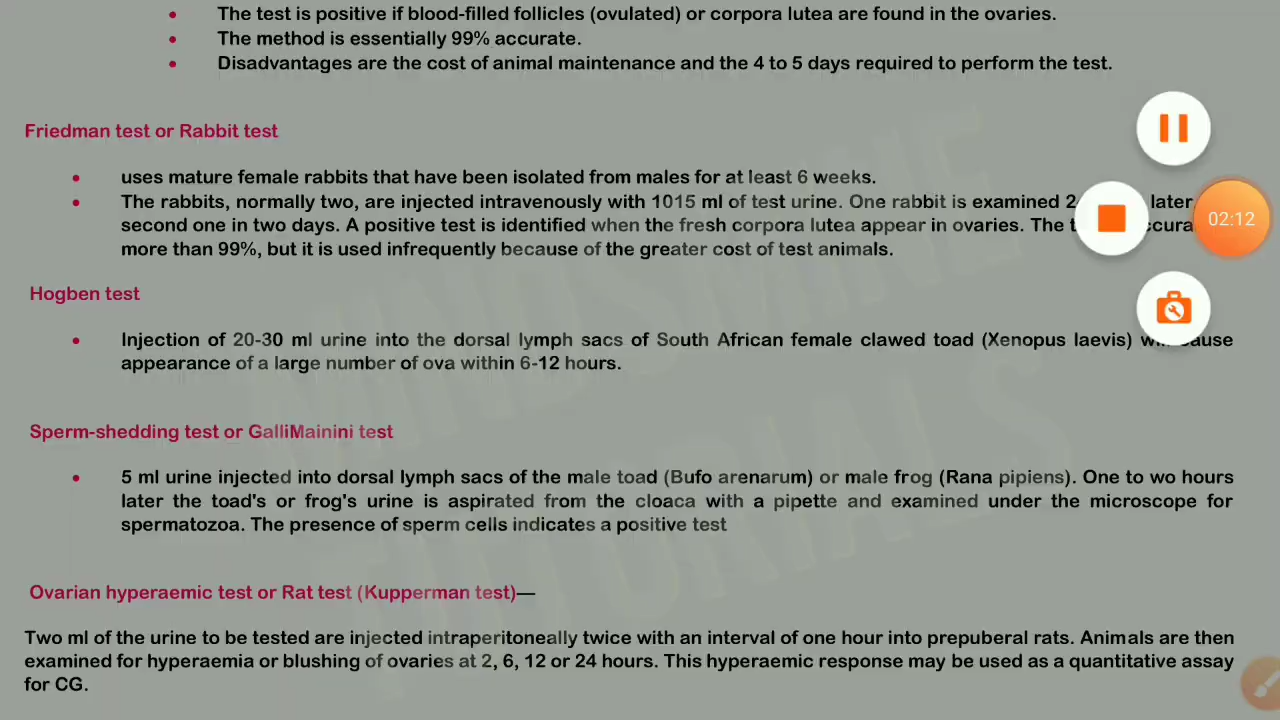 • The test is positive if blood-filled follicles (ovulated) or corpora lutea are found in the ovaries.
• The method is essentially 99% accurate.
• Disadvantages are the cost of animal maintenance and the 4 to 5 days required to perform the test.
Friedman test or Rabbit test
• uses mature female rabbits that have been isolated from males for at least 6 weeks.
• The rabbits, normally two, are injected intravenously with 1015 ml of test urine. One rabbit is examined 2 later
second one in two days. A positive test is identified when the fresh corpora lutea appear in ovaries. The
more than 99%, but it is used infrequently because of the greater cost of test animals.
Hogben test
• Injection of 20-30 ml urine into the dorsal lymph sacs of South African female clawed toad (Xenopus laevis)
appearance of a large number of ova within 6-12 hours.
Sperm-shedding test or GalliMainini test
• 5 ml urine injected into dorsal lymph sacs of the male toad (Bufo arenarum) or male frog (Rana pipiens). One to wo hours
later the toad's or frog's urine is aspirated from the cloaca with a pipette and examined under the microscope for
spermatozoa. The presence of sperm cells indicates a positive test
Ovarian hyperaemic test or Rat test (Kupperman test)—
Two ml of the urine to be tested are injected intraperitoneally twice with an interval of one hour into prepuberal rats. Animals are then
examined for hyperaemia or blushing of ovaries at 2, 6, 12 or 24 hours. This hyperaemic response may be used as a quantitative assay
for CG.
02:12
MINDSMINE
TUTORIALS